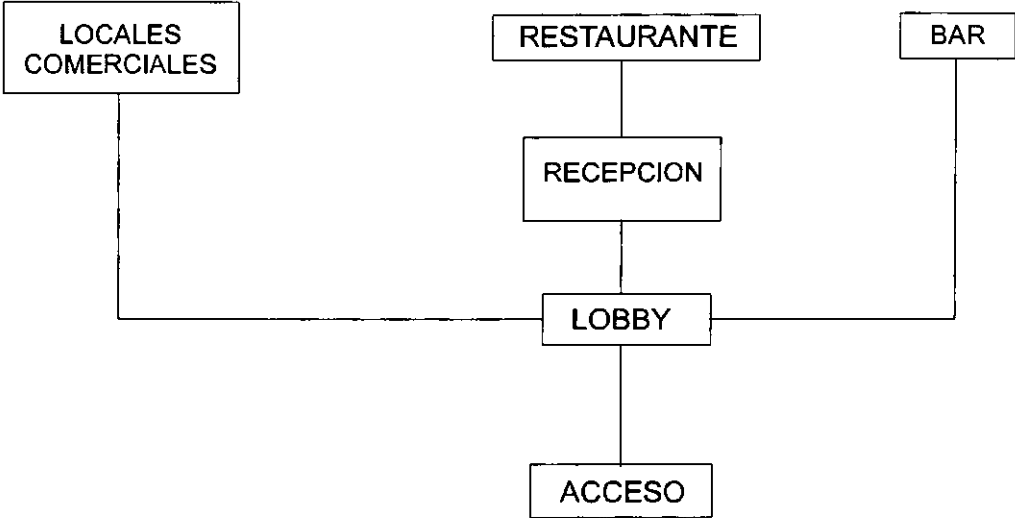 LOCALES
COMERCIALES
RESTAURANTE
BAR
RECEPCION
LOBBY
ACCESO